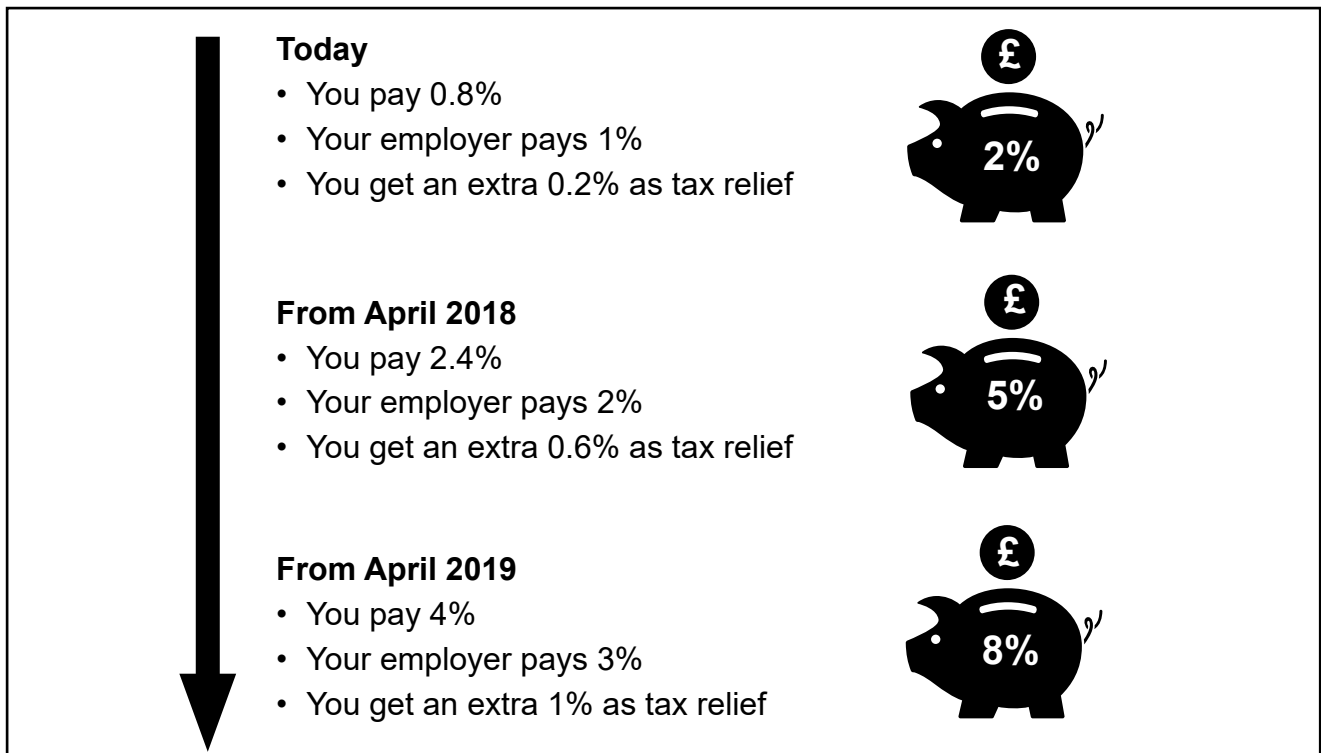 Today
• You pay 0.8%
• Your employer pays 1%
• You get an extra 0.2% as tax relief
£
2%
From April 2018
• You pay 2.4%
• Your employer pays 2%
• You get an extra 0.6% as tax relief
£
5%
From April 2019
• You pay 4%
• Your employer pays 3%
• You get an extra 1% as tax relief
£
8%